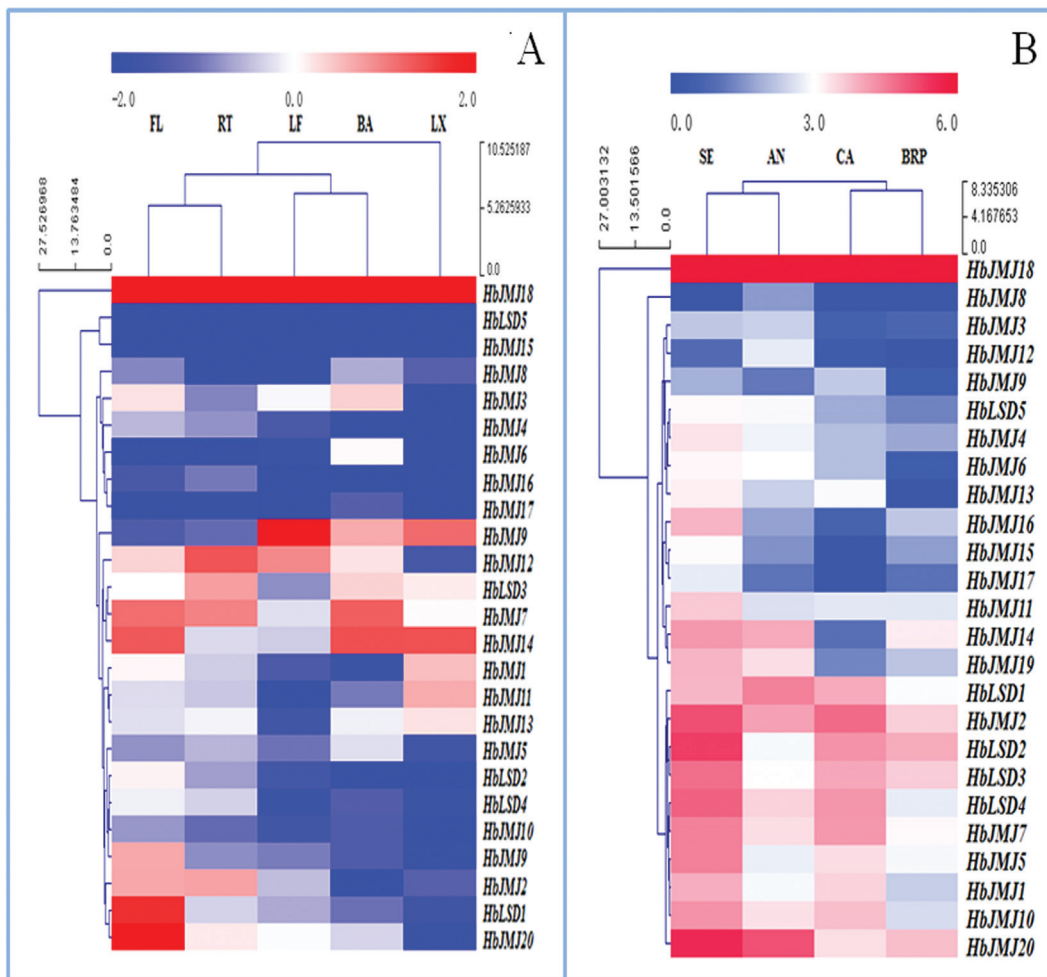 A
-2.0 0.0 2.0
FL RT LF BA LX
27.526968
13.763484
0.0
10.525187
5.2625933
0.0
HbJMJ18
HbLSD5
HbJMJ15
HbJMJ8
HbJMJ3
HbJMJ4
HbJMJ6
HbJMJ16
HbJMJ17
HbJMJ9
HbJMJ12
HbLSD3
HbJMJ7
HbJMJ14
HbJMJ1
HbJMJ11
HbJMJ13
HbJMJ5
HbLSD2
HbLSD4
HbJMJ10
HbJMJ9
HbJMJ2
HbLSD1
HbJMJ20
B
0.0 3.0 6.0
SE AN CA BRP
27.003132
13.501566
0.0
8.335306
4.167653
0.0
HbJMJ18
HbJMJ8
HbJMJ3
HbJMJ12
HbJMJ9
HbLSD5
HbJMJ4
HbJMJ6
HbJMJ13
HbJMJ16
HbJMJ15
HbJMJ17
HbJMJ11
HbJMJ14
HbJMJ19
HbLSD1
HbJMJ2
HbLSD2
HbLSD3
HbLSD4
HbJMJ7
HbJMJ5
HbJMJ1
HbJMJ10
HbJMJ20